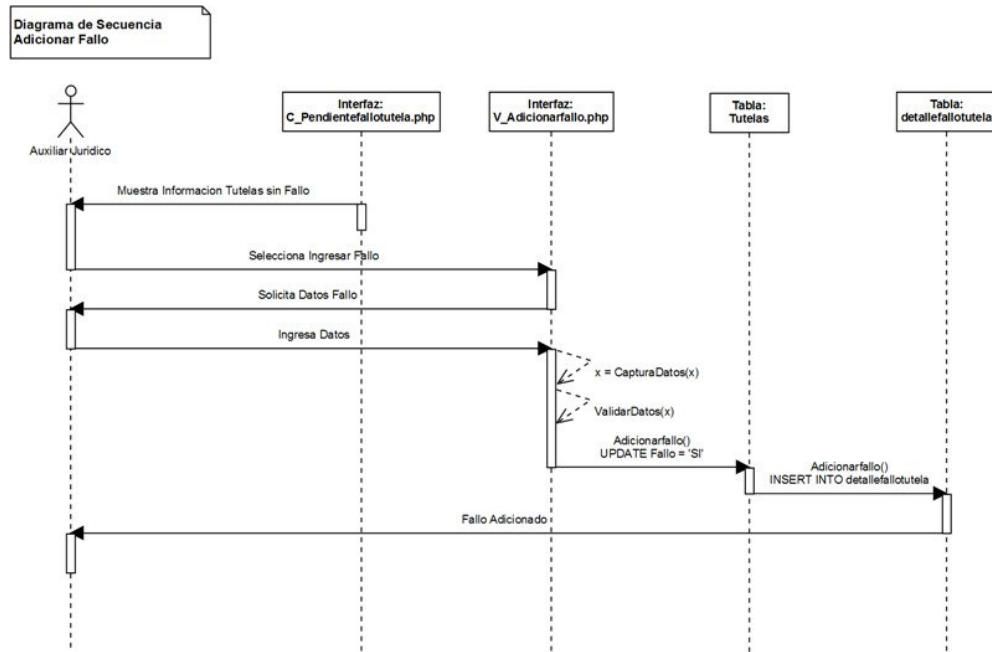 Diagrama de Secuencia
Adicionar Fallo
Auxiliar Juridico
Interfaz:
C_Pendientefallotutela.php
Interfaz:
V_Adicionarfallo.php
Tabla:
Tutelas
Tabla:
detallefallotutela
Muestra Informacion Tutelas sin Fallo
Selecciona Ingresar Fallo
Solicita Datos Fallo
Ingresa Datos
x = CapturaDatos(x)
ValidarDatos(x)
Adicionarfallo()
UPDATE Fallo = 'SI'
Adicionarfallo()
INSERT INTO detallefallotutela
Fallo Adicionado